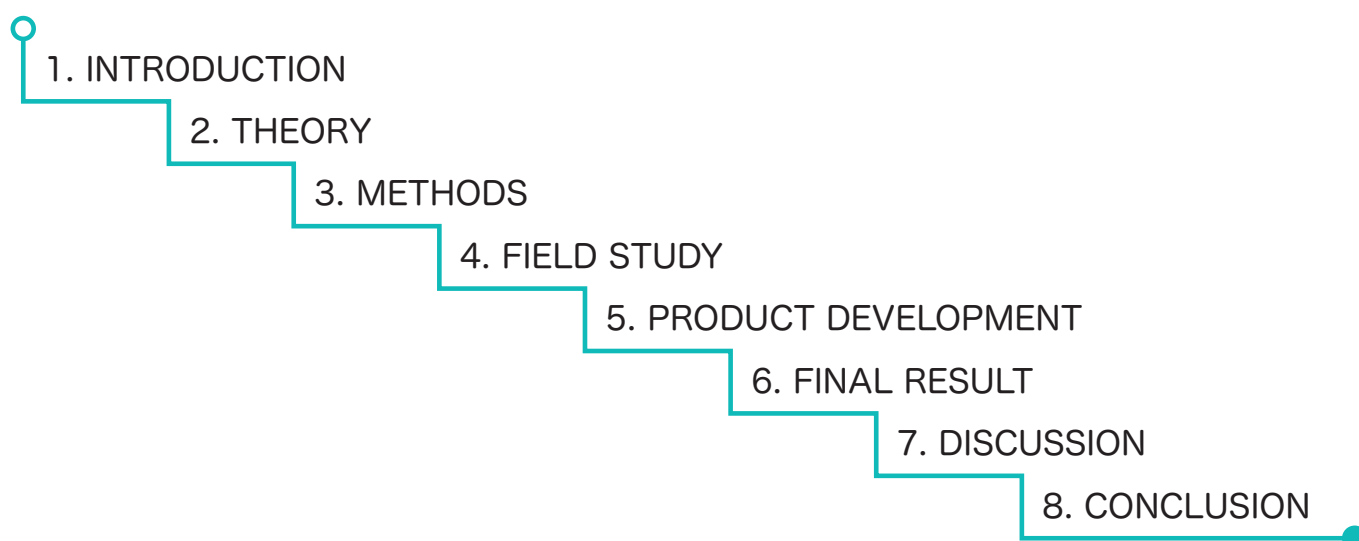 1. INTRODUCTION
2. THEORY
3. METHODS
4. FIELD STUDY
5. PRODUCT DEVELOPMENT
6. FINAL RESULT
7. DISCUSSION
8. CONCLUSION